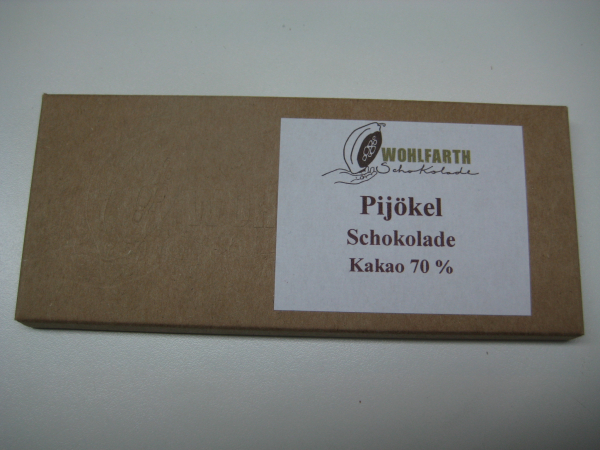 WOHLFARTH
Schokolade
Pijökel
Schokolade
Kakao 70 %